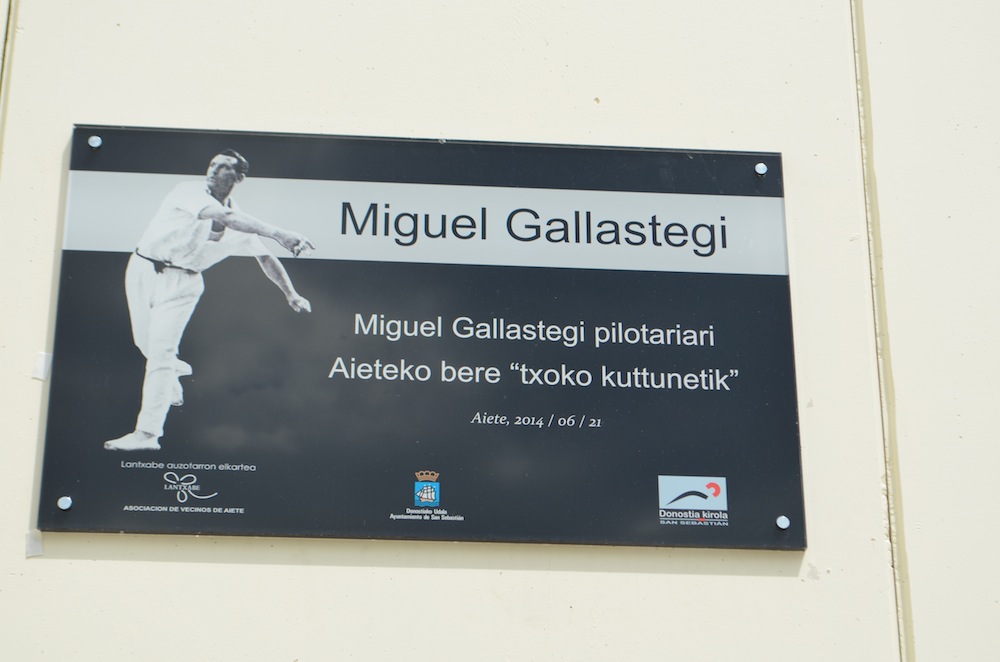 Miguel Gallastegi
Miguel Gallastegi pilotariari
Aieteko bere “txoko kuttunetik”
Aiete, 2014 / 06 / 21
Lantxabe auzotarron elkartea
LANTXABE
ASOCIACION DE VECINOS DE AIETE
Donostiako Udala
Ayuntamiento de San Sebastián
Donostia kirola
SAN SEBASTIAN